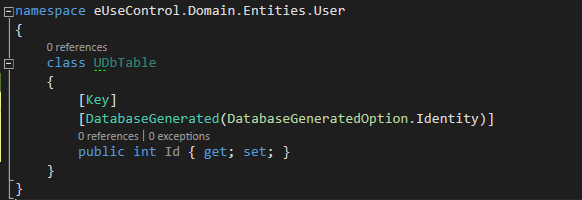 namespace eUseControl.Domain.Entities.User
{
0 references
class UDbTable
{
[Key]
[DatabaseGenerated(DatabaseGeneratedOption.Identity)]
0 references | 0 exceptions
public int Id { get; set; }
}
}